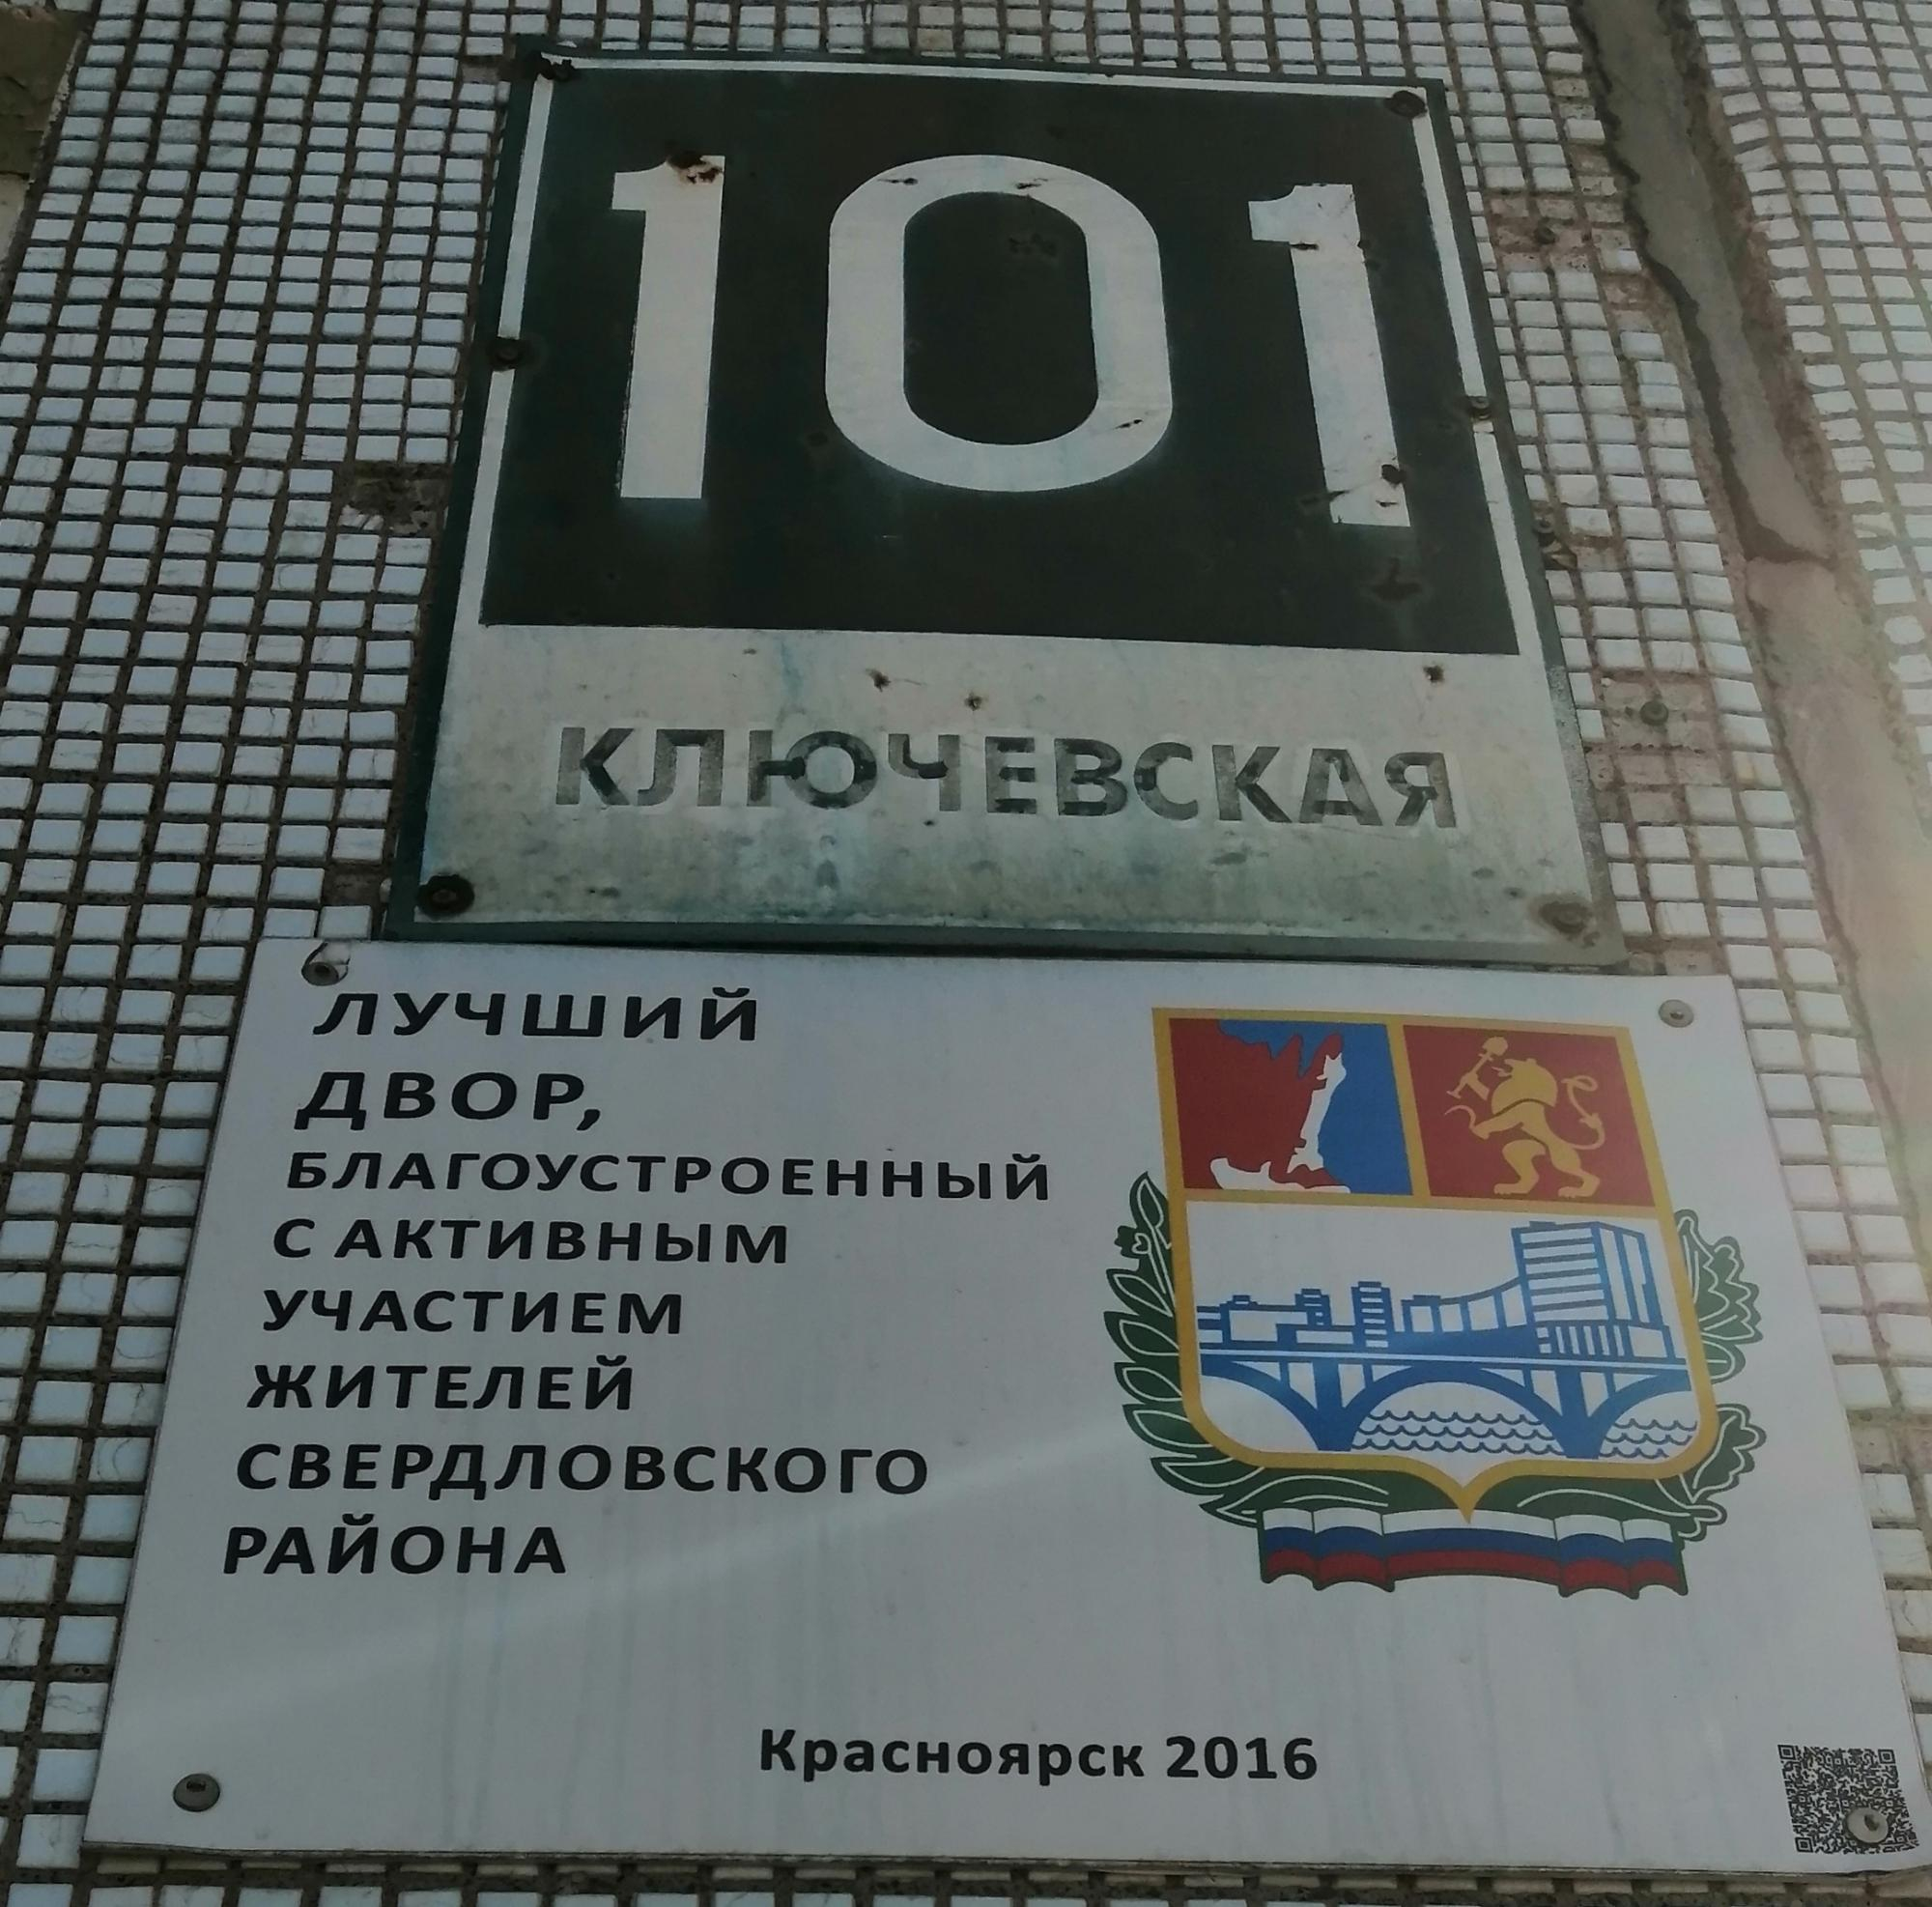 101
КЛЮЧЕВСКАЯ
ЛУЧШИЙ
ДВОР,
БЛАГОУСТРОЕННЫЙ
С АКТИВНЫМ
УЧАСТИЕМ
ЖИТЕЛЕЙ
СВЕРДЛОВСКОГО
РАЙОНА
Красноярск 2016